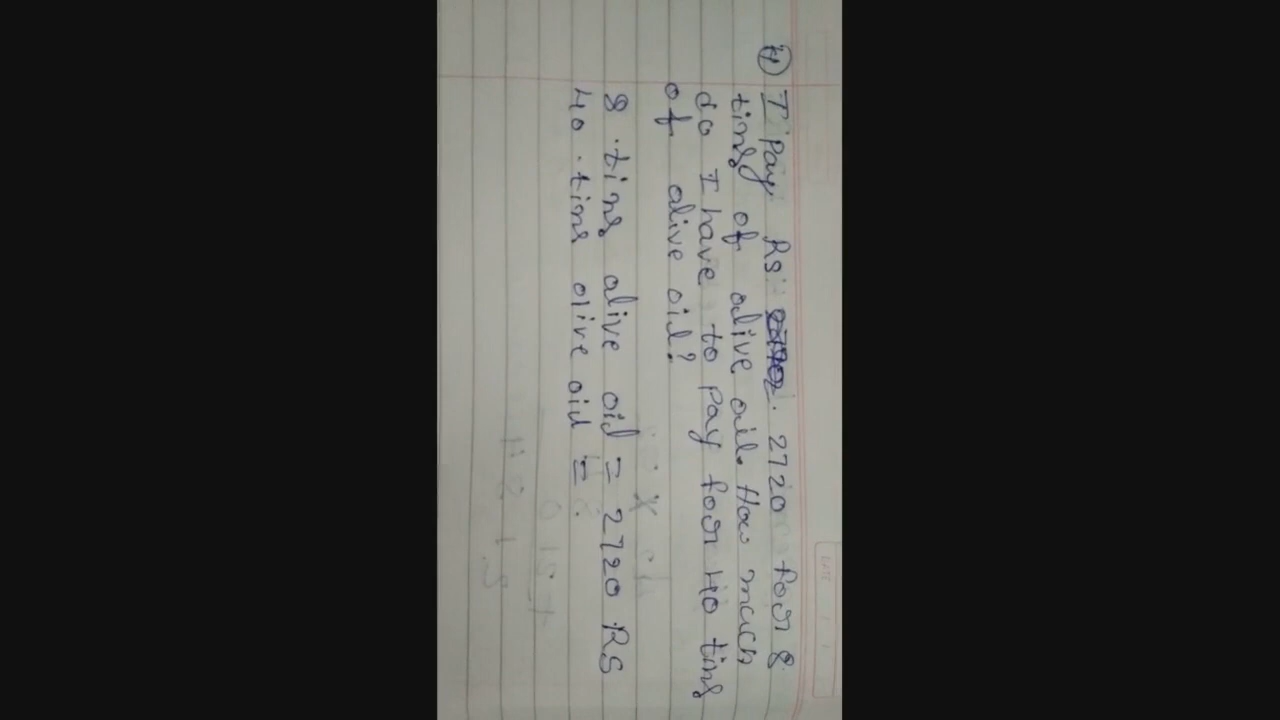 4) I pay Rs. 2720 for 8
tins of olive oil. How much
do I have to pay for 40 tins
of olive oil?
8 tins olive oil = 2720 RS
40 tins olive oil = ?